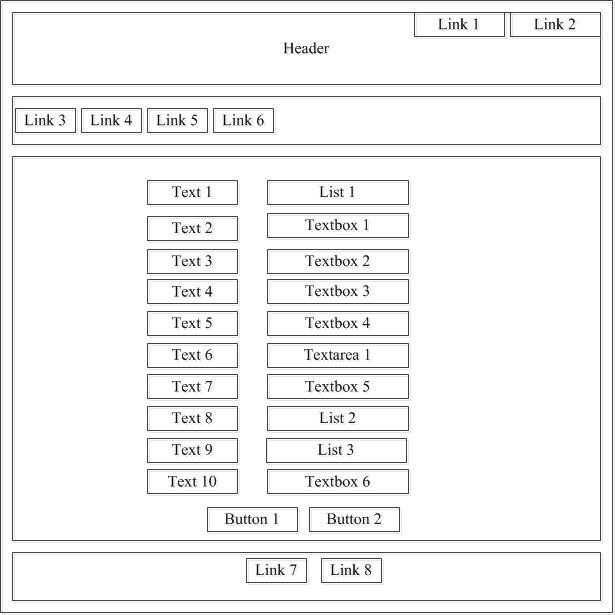 Link 1 Link 2
Header
Link 3 Link 4 Link 5 Link 6
Text 1 List 1
Text 2 Textbox 1
Text 3 Textbox 2
Text 4 Textbox 3
Text 5 Textbox 4
Text 6 Textarea 1
Text 7 Textbox 5
Text 8 List 2
Text 9 List 3
Text 10 Textbox 6
Button 1 Button 2
Link 7 Link 8